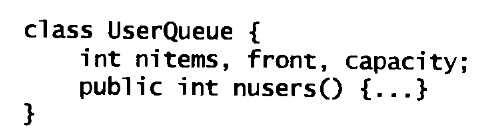 class UserQueue {
    int nitems, front, capacity;
    public int nusers() {...}
}